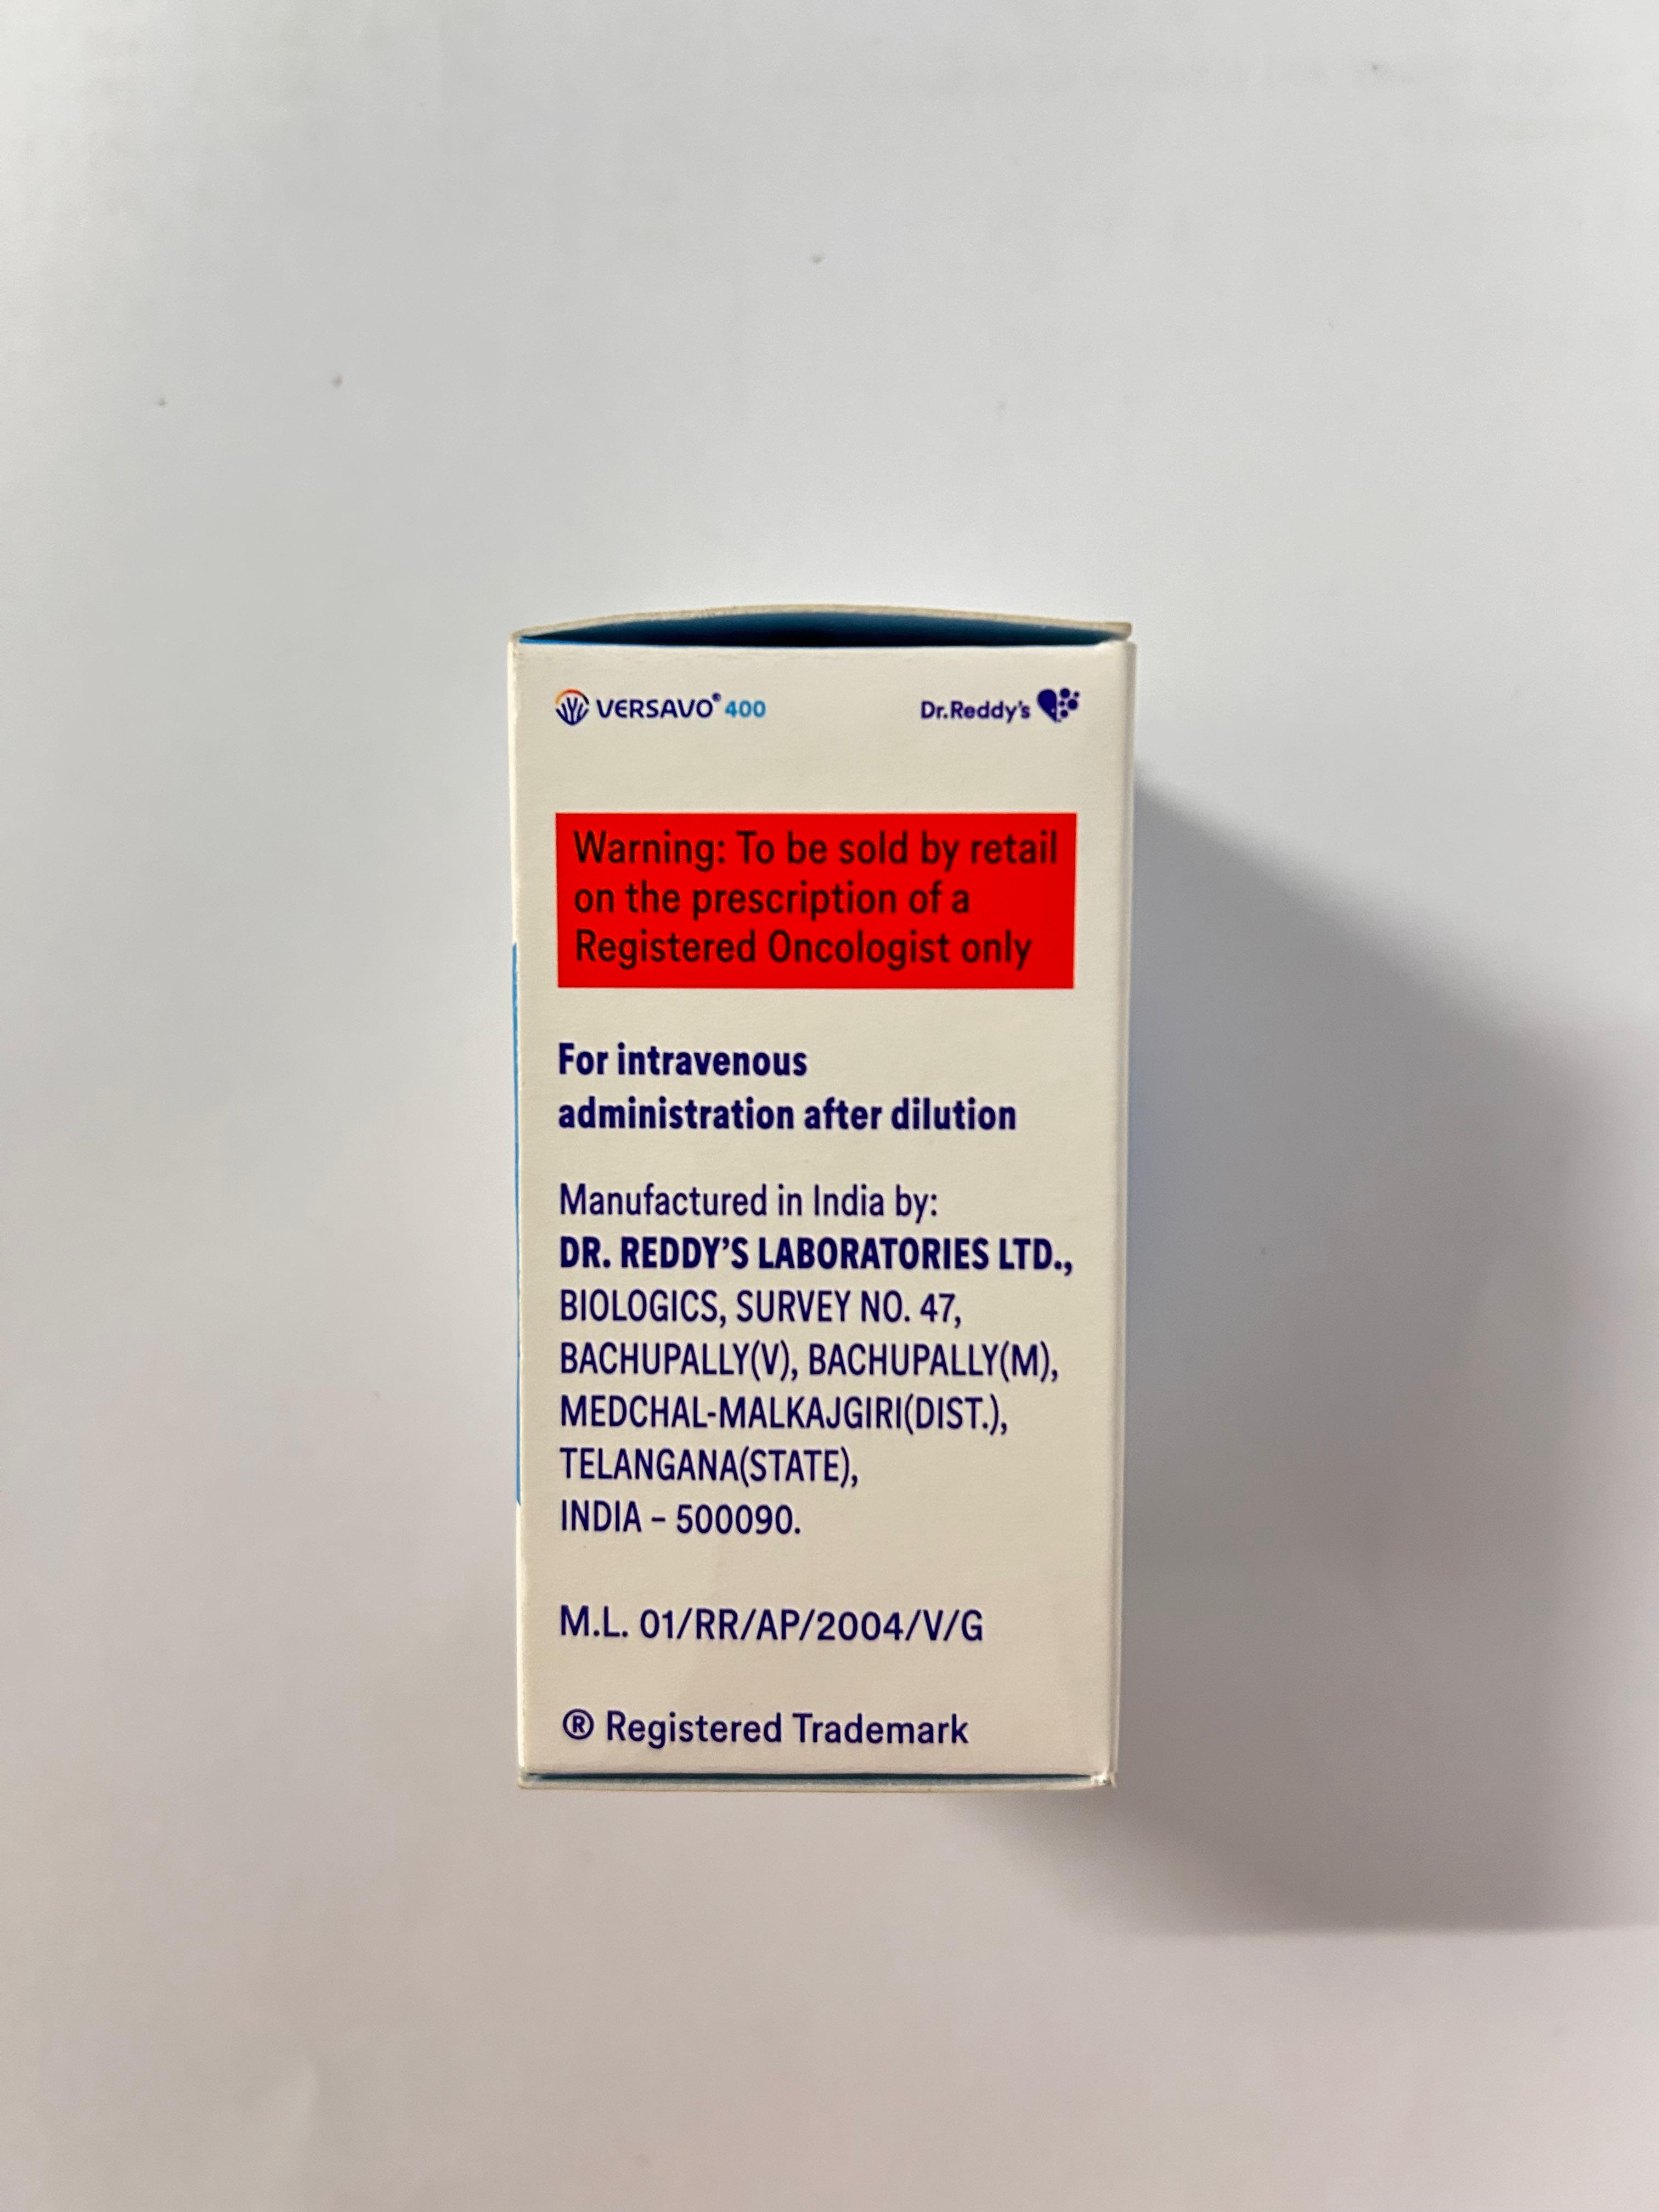 VERSAVO® 400
Dr.Reddy's
Warning: To be sold by retail
on the prescription of a
Registered Oncologist only
For intravenous
administration after dilution
Manufactured in India by:
DR. REDDY'S LABORATORIES LTD.,
BIOLOGICS, SURVEY NO. 47,
BACHUPALLY(V), BACHUPALLY(M),
MEDCHAL-MALKAJGIRI(DIST.),
TELANGANA(STATE),
INDIA – 500090.
M.L. 01/RR/AP/2004/V/G
® Registered Trademark